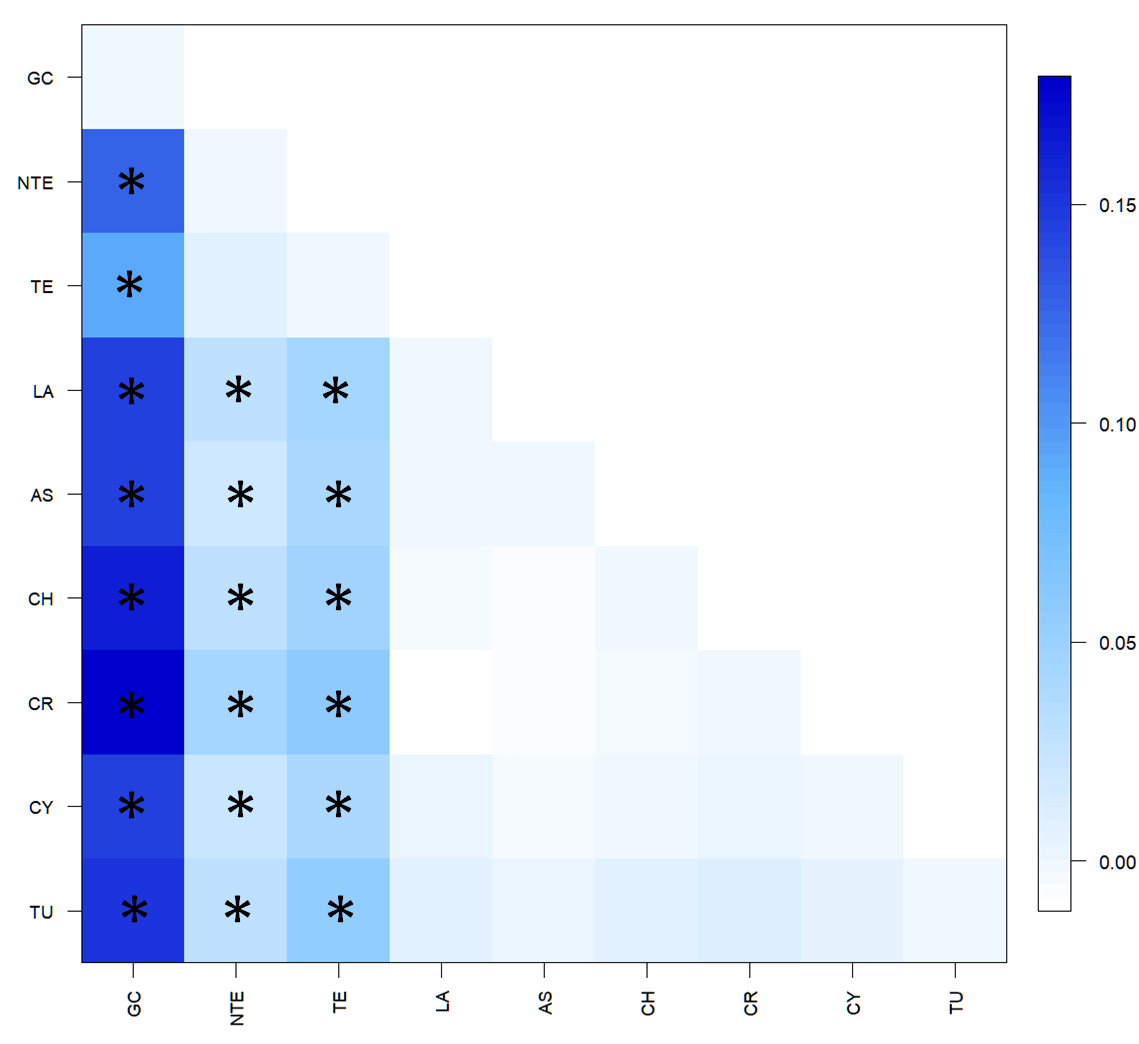 GC
NTE *
TE *
LA * * *
AS * * *
CH * * *
CR * * *
CY * * *
TU * * *
GC NTE TE LA AS CH CR CY TU
0.15
0.10
0.05
0.00